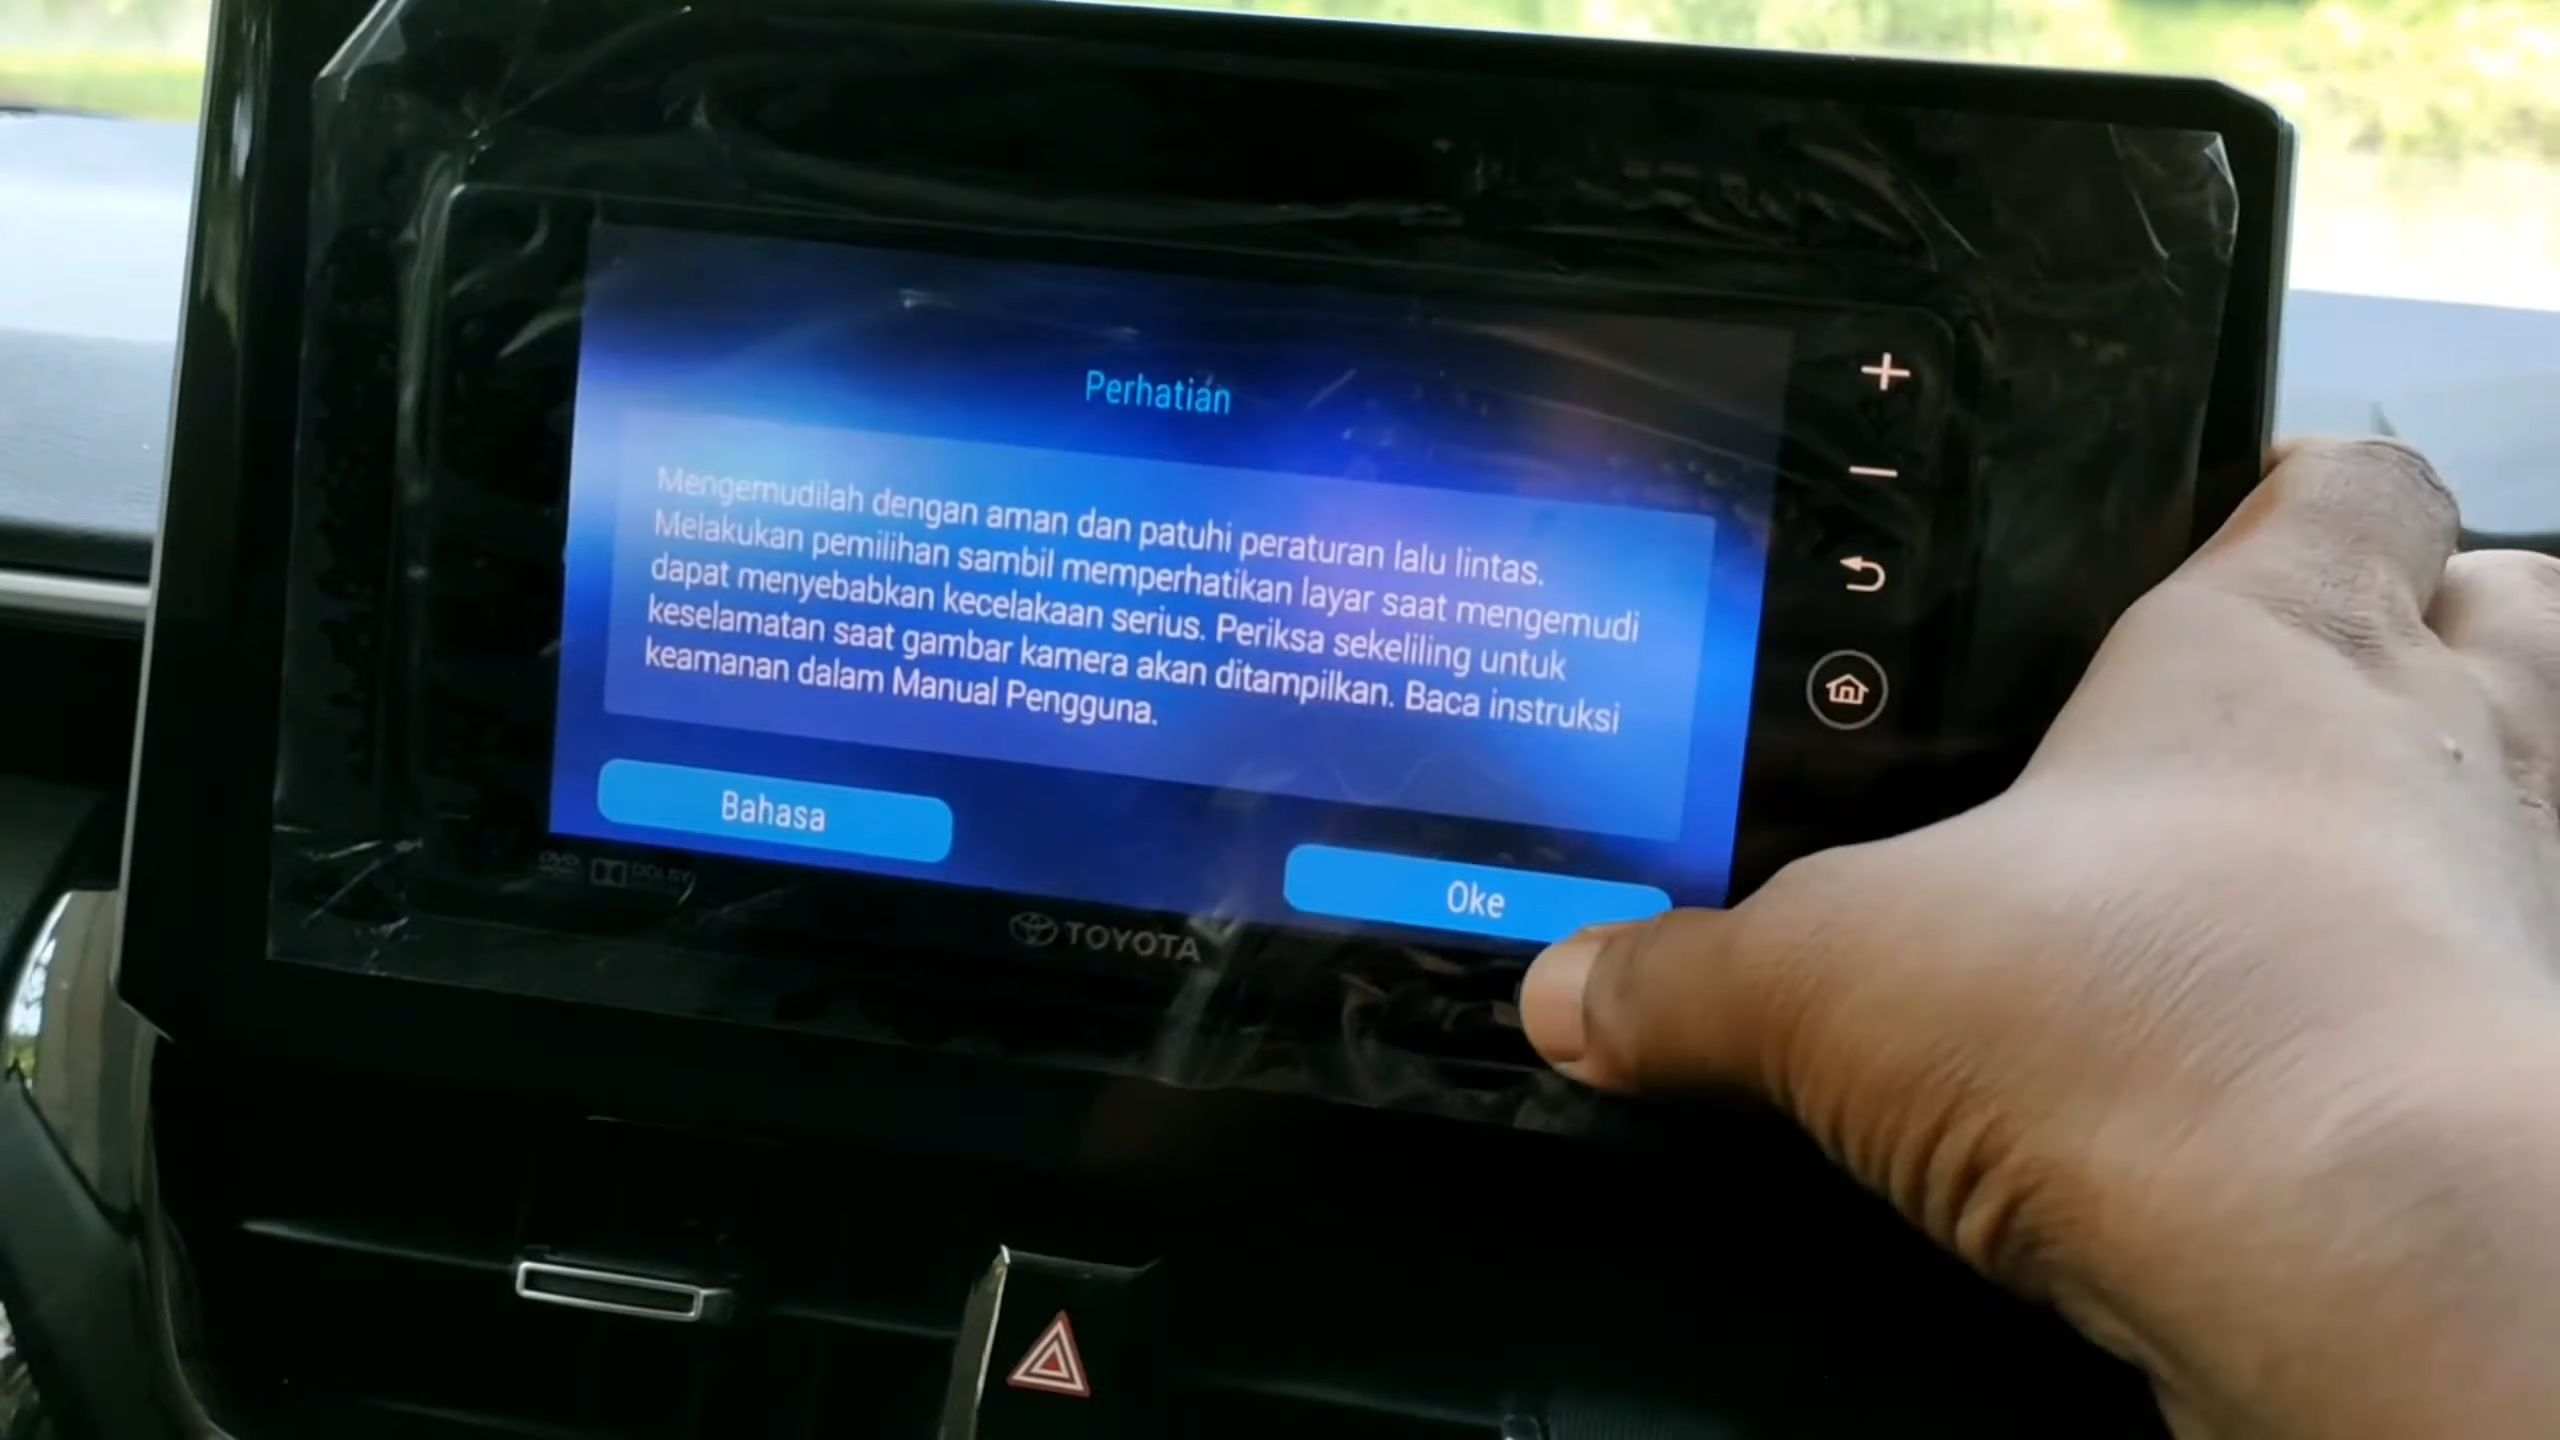 Perhatian
Mengemudilah dengan aman dan patuhi peraturan lalu lintas.
Melakukan pemilihan sambil memperhatikan layar saat mengemudi
dapat menyebabkan kecelakaan serius. Periksa sekeliling untuk
keselamatan saat gambar kamera akan ditampilkan. Baca instruksi
keamanan dalam Manual Pengguna.
Bahasa
Oke
DVD DOLBY
TOYOTA